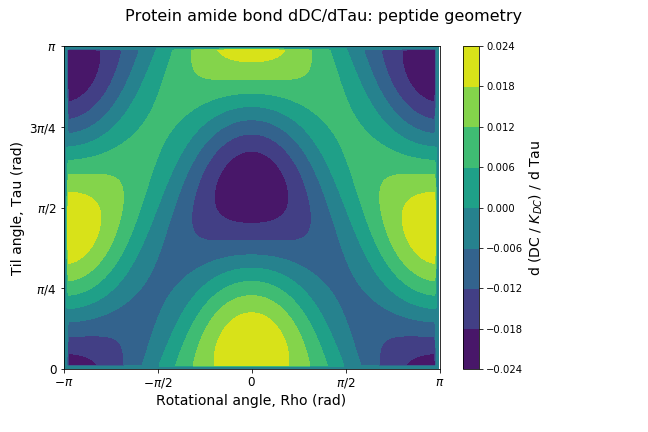 Protein amide bond dDC/dTau: peptide geometry
π
3π/4
π/2
π/4
0
Til angle, Tau (rad)
−π
−π/2
0
π/2
π
Rotational angle, Rho (rad)
0.024
0.018
0.012
0.006
0.000
−0.006
−0.012
−0.018
−0.024
d (DC / K_{DC}) / d Tau